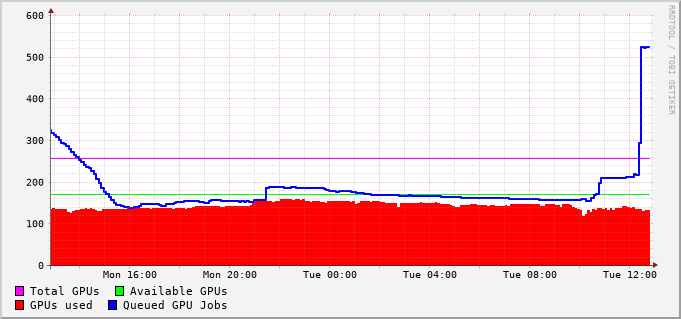 600
500
400
300
200
100
0
Mon 16:00 Mon 20:00 Tue 00:00 Tue 04:00 Tue 08:00 Tue 12:00
Total GPUs Available GPUs
GPUs used Queued GPU Jobs
RRDTOOL / TOBI OETIKER